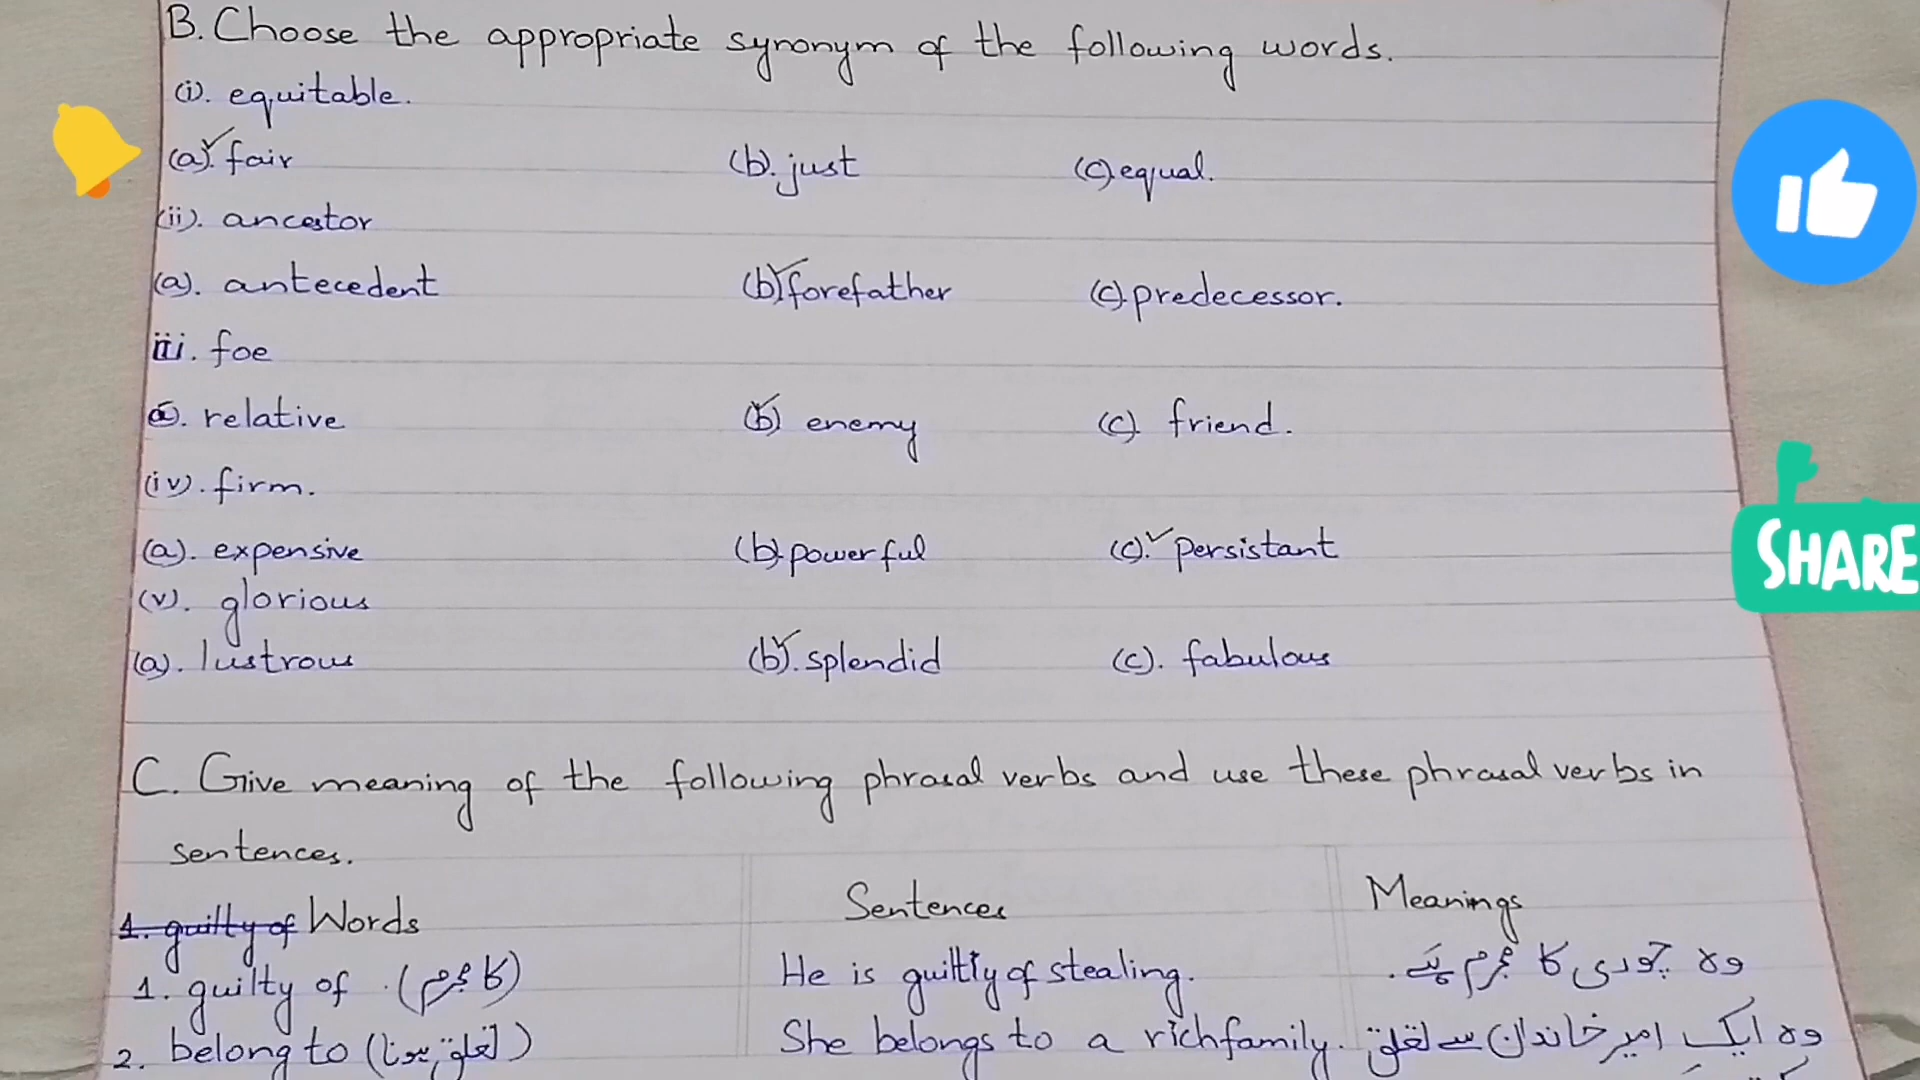 B. Choose the appropriate synonym of the following words.
(i). equitable.
(a). fair (b). just (c) equal.
(ii). ancestor
(a). antecedent (b) forefather (c) predecessor.
iii. foe
a. relative (b) enemy (c) friend.
(iv). firm.
(a). expensive (b) powerful (c). persistant
(v). glorious
(a). lustrous (b). splendid (c). fabulous
C. Give meaning of the following phrasal verbs and use these phrasal verbs in
sentences.
1. guilty of Words Sentences Meanings
1. guilty of . (کا مجرم) He is guiltiy of stealing. وہ چوری کا مجرم ہے.
2. belong to (تعلق ہونا) She belongs to a rich family. وہ ایک امیر خاندان سے تعلق
SHARE